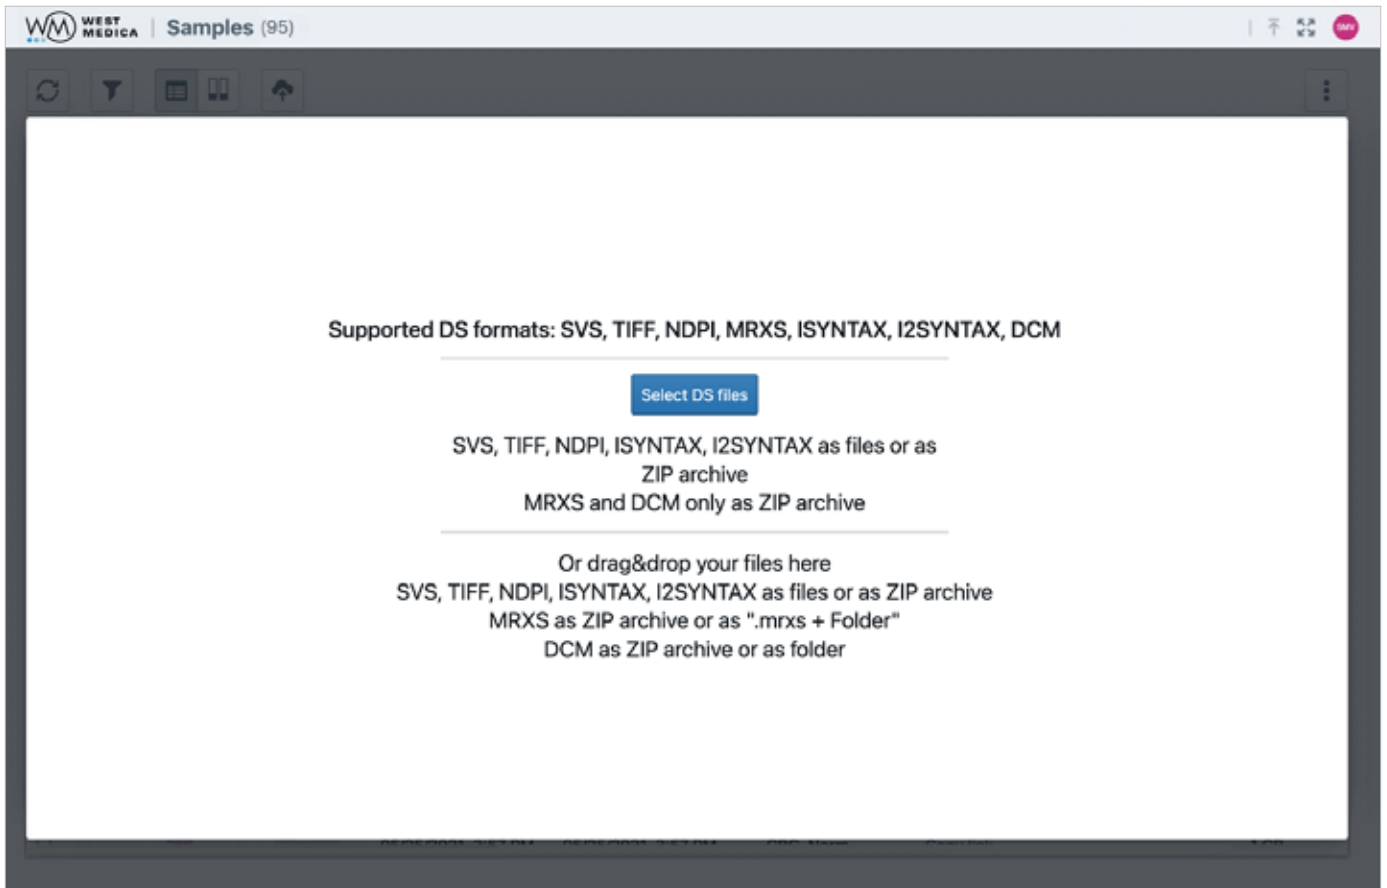 WM WEST MEDICA | Samples (95)
SMV
Supported DS formats: SVS, TIFF, NDPI, MRXS, ISYNTAX, I2SYNTAX, DCM
Select DS files
SVS, TIFF, NDPI, ISYNTAX, I2SYNTAX as files or as
ZIP archive
MRXS and DCM only as ZIP archive
Or drag&drop your files here
SVS, TIFF, NDPI, ISYNTAX, I2SYNTAX as files or as ZIP archive
MRXS as ZIP archive or as ".mrxs + Folder"
DCM as ZIP archive or as folder